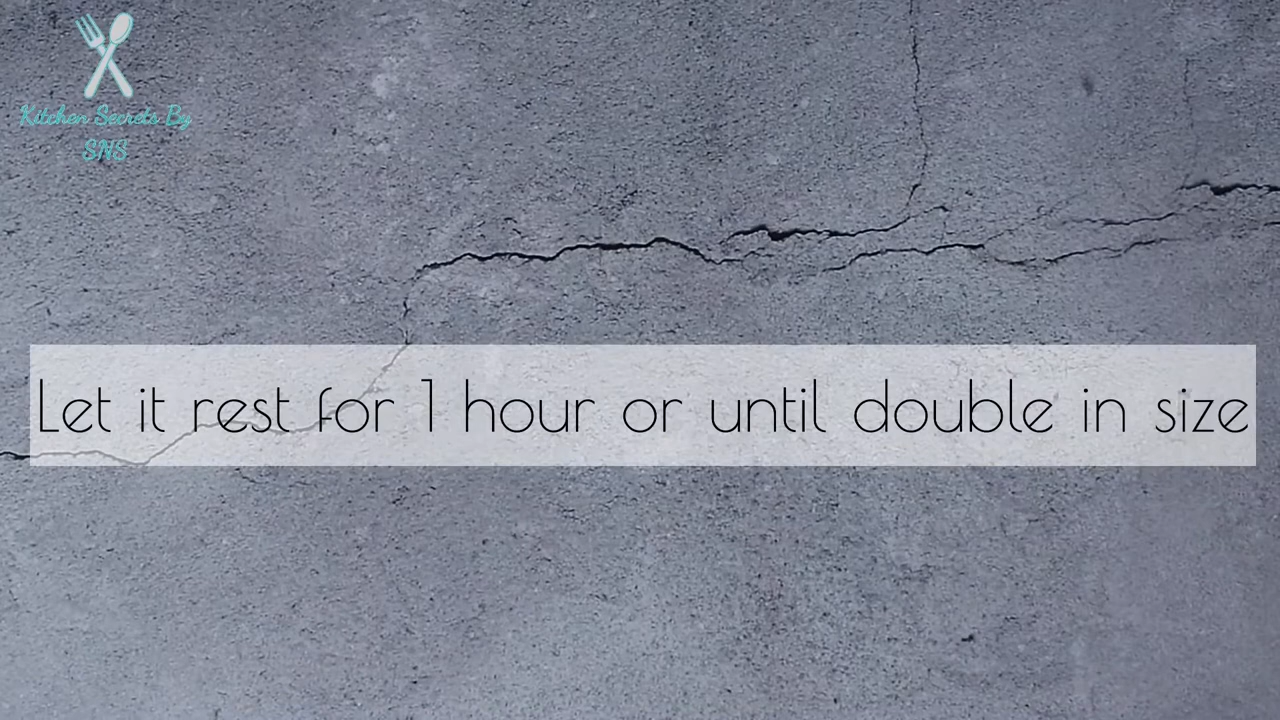 Kitchen Secrets By
SNS
Let it rest for 1 hour or until double in size